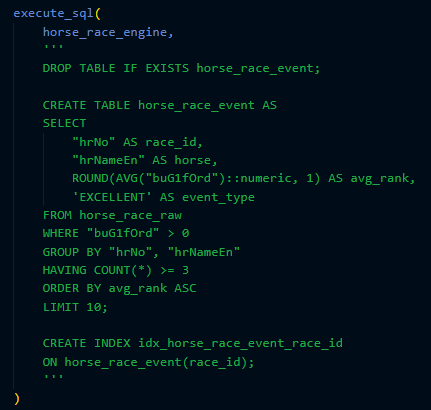 execute_sql(
    horse_race_engine,
    '''
    DROP TABLE IF EXISTS horse_race_event;

    CREATE TABLE horse_race_event AS
    SELECT
        "hrNo" AS race_id,
        "hrNameEn" AS horse,
        ROUND(AVG("buG1fOrd")::numeric, 1) AS avg_rank,
        'EXCELLENT' AS event_type
    FROM horse_race_raw
    WHERE "buG1fOrd" > 0
    GROUP BY "hrNo", "hrNameEn"
    HAVING COUNT(*) >= 3
    ORDER BY avg_rank ASC
    LIMIT 10;

    CREATE INDEX idx_horse_race_event_race_id
    ON horse_race_event(race_id);
    '''
)